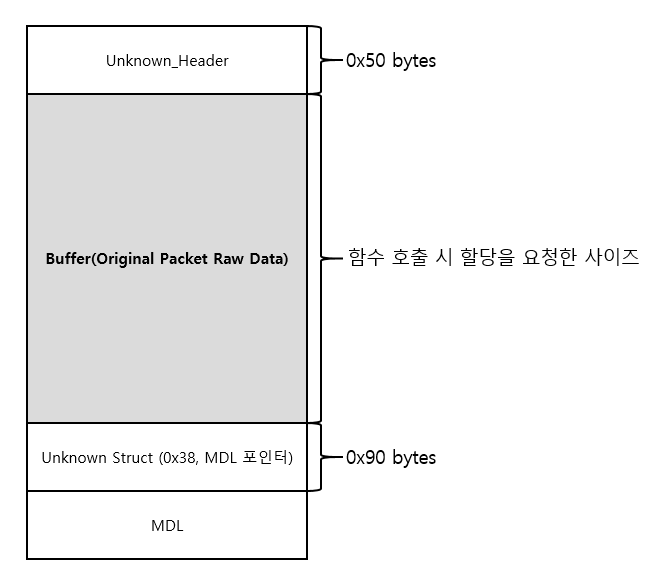 Unknown_Header
0x50 bytes
Buffer(Original Packet Raw Data)
함수 호출 시 할당을 요청한 사이즈
Unknown Struct (0x38, MDL 포인터)
0x90 bytes
MDL